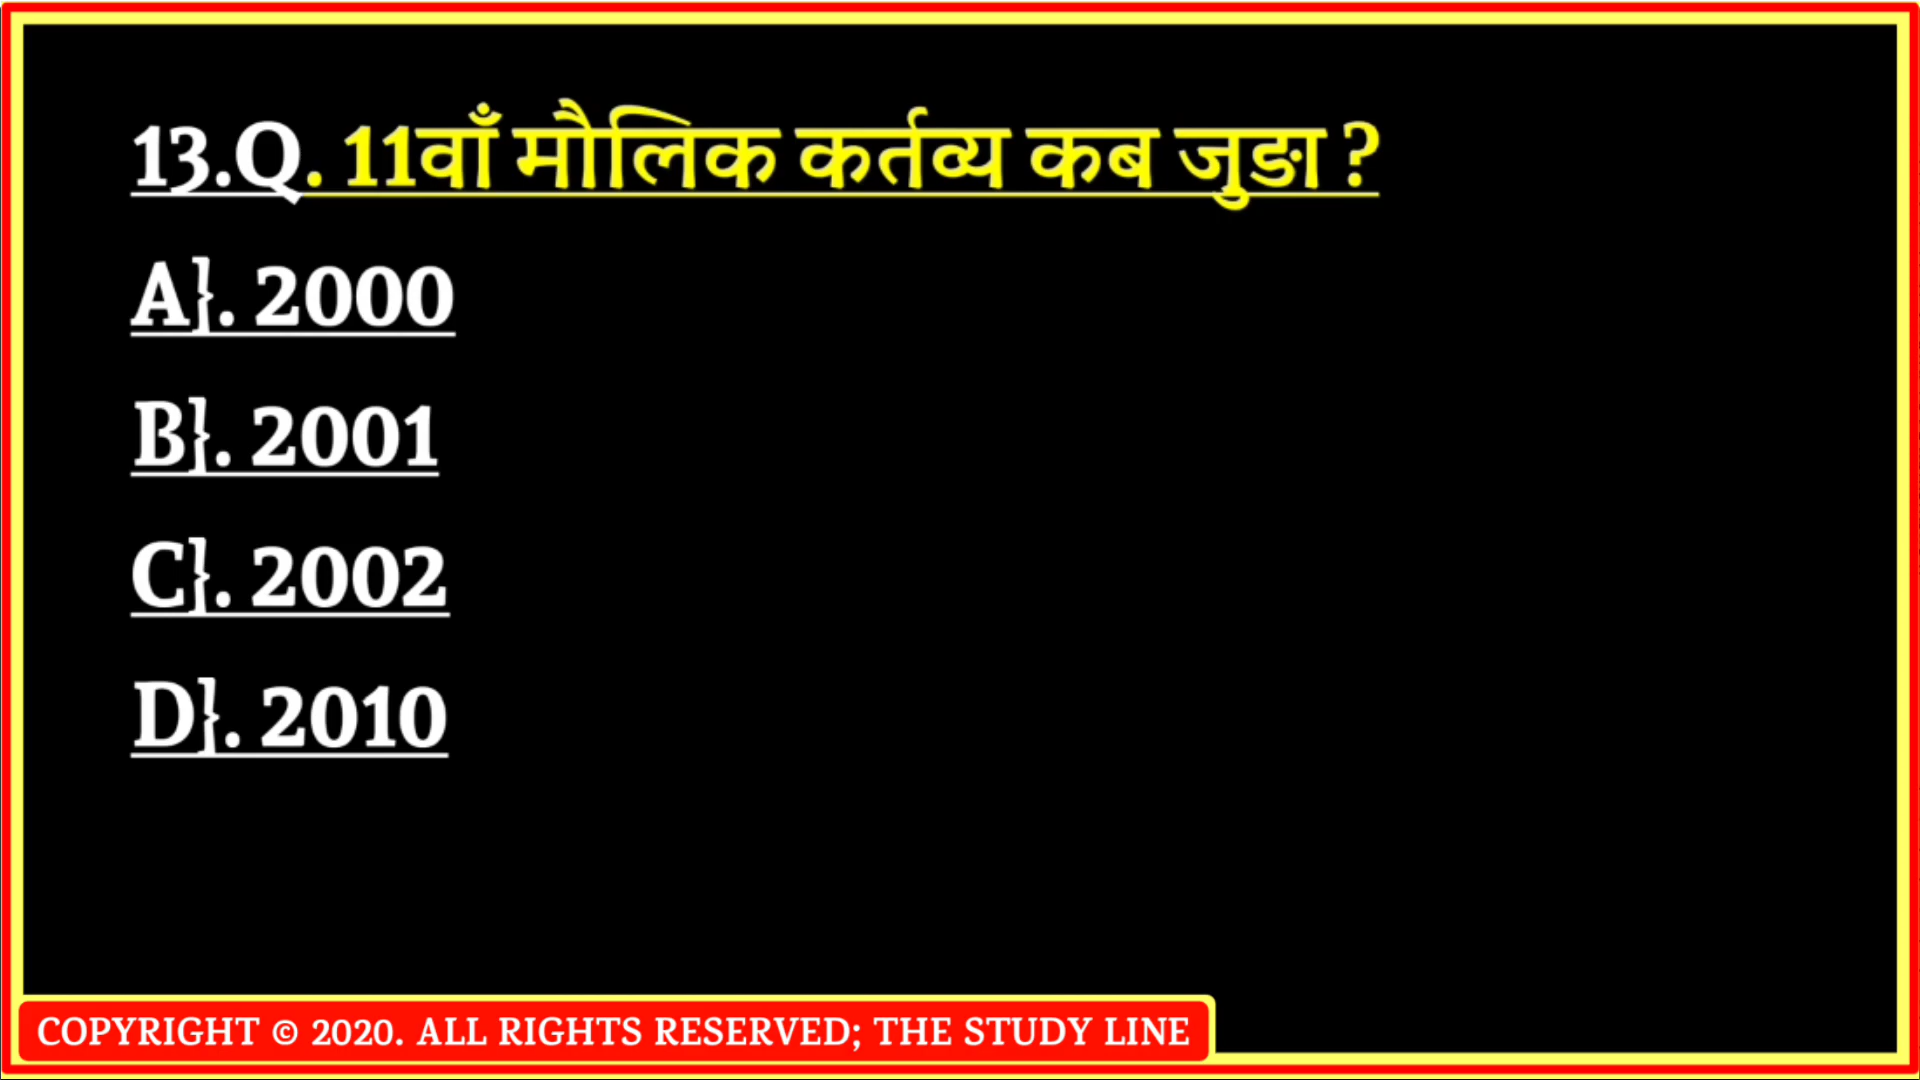 13.Q. 11वाँ मौलिक कर्तव्य कब जुङा ?
A}. 2000
B}. 2001
C}. 2002
D}. 2010
COPYRIGHT © 2020. ALL RIGHTS RESERVED; THE STUDY LINE